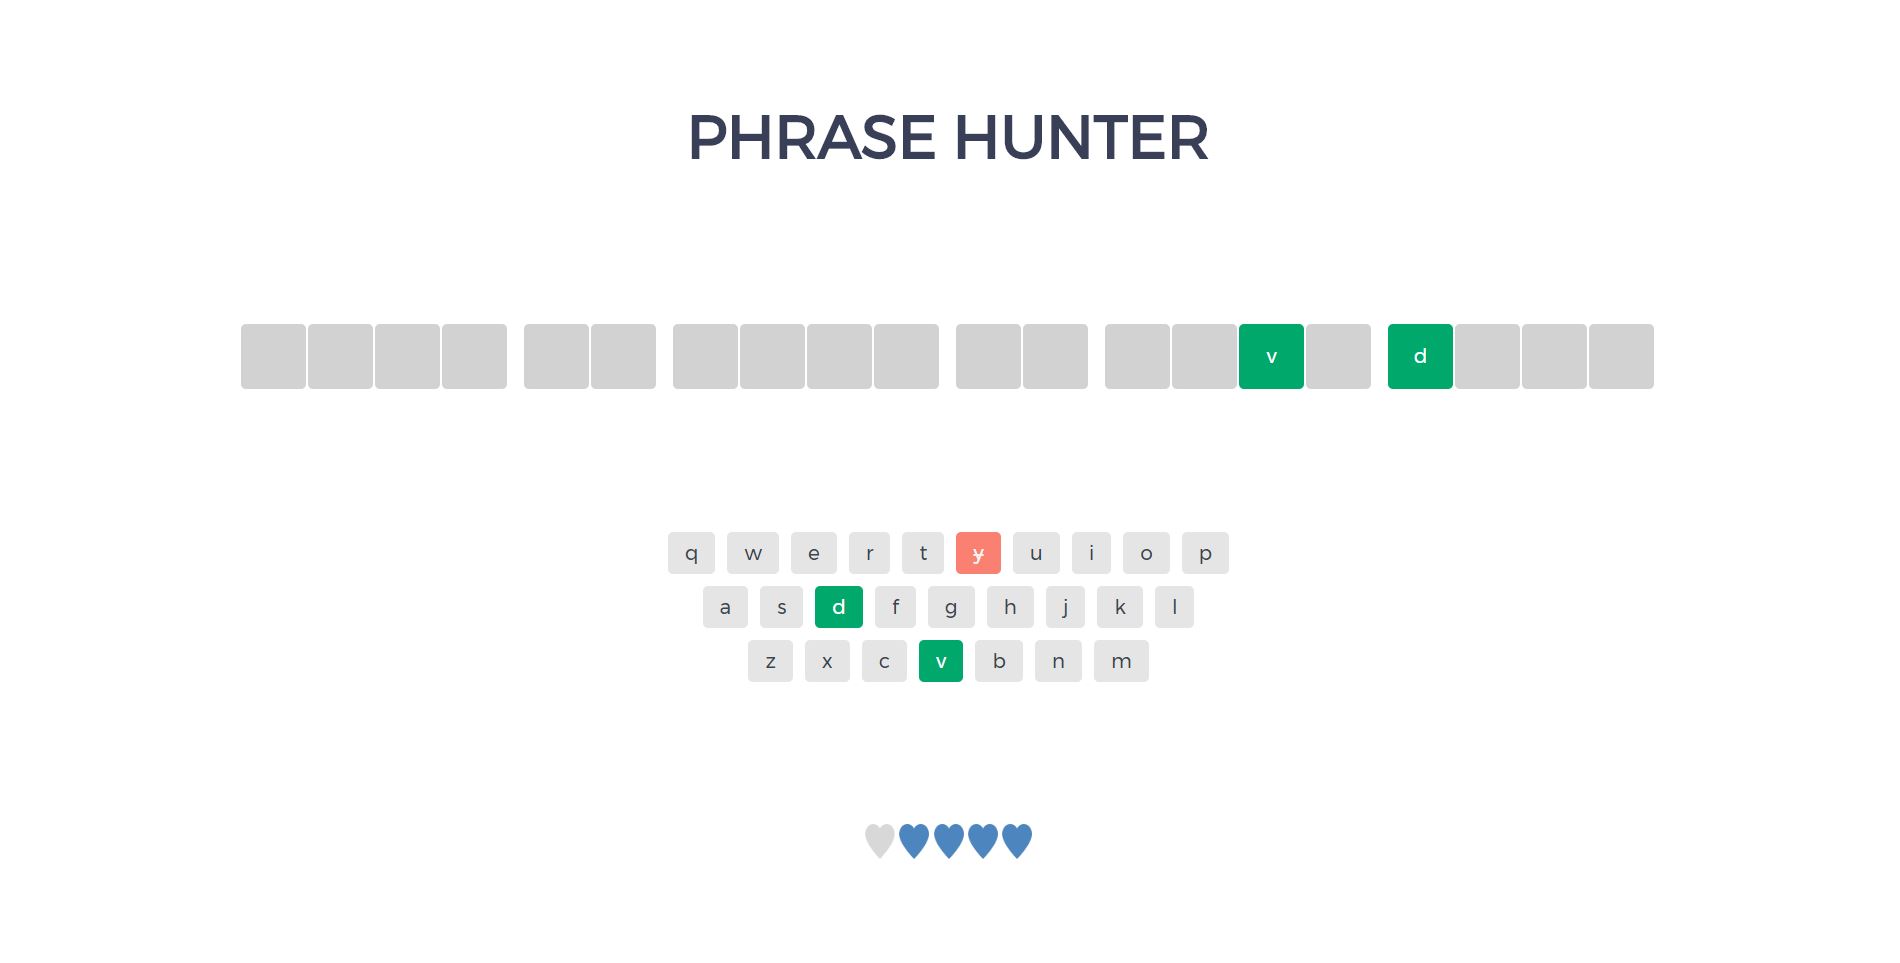 PHRASE HUNTER
v d
q w e r t y u i o p
a s d f g h j k l
z x c v b n m